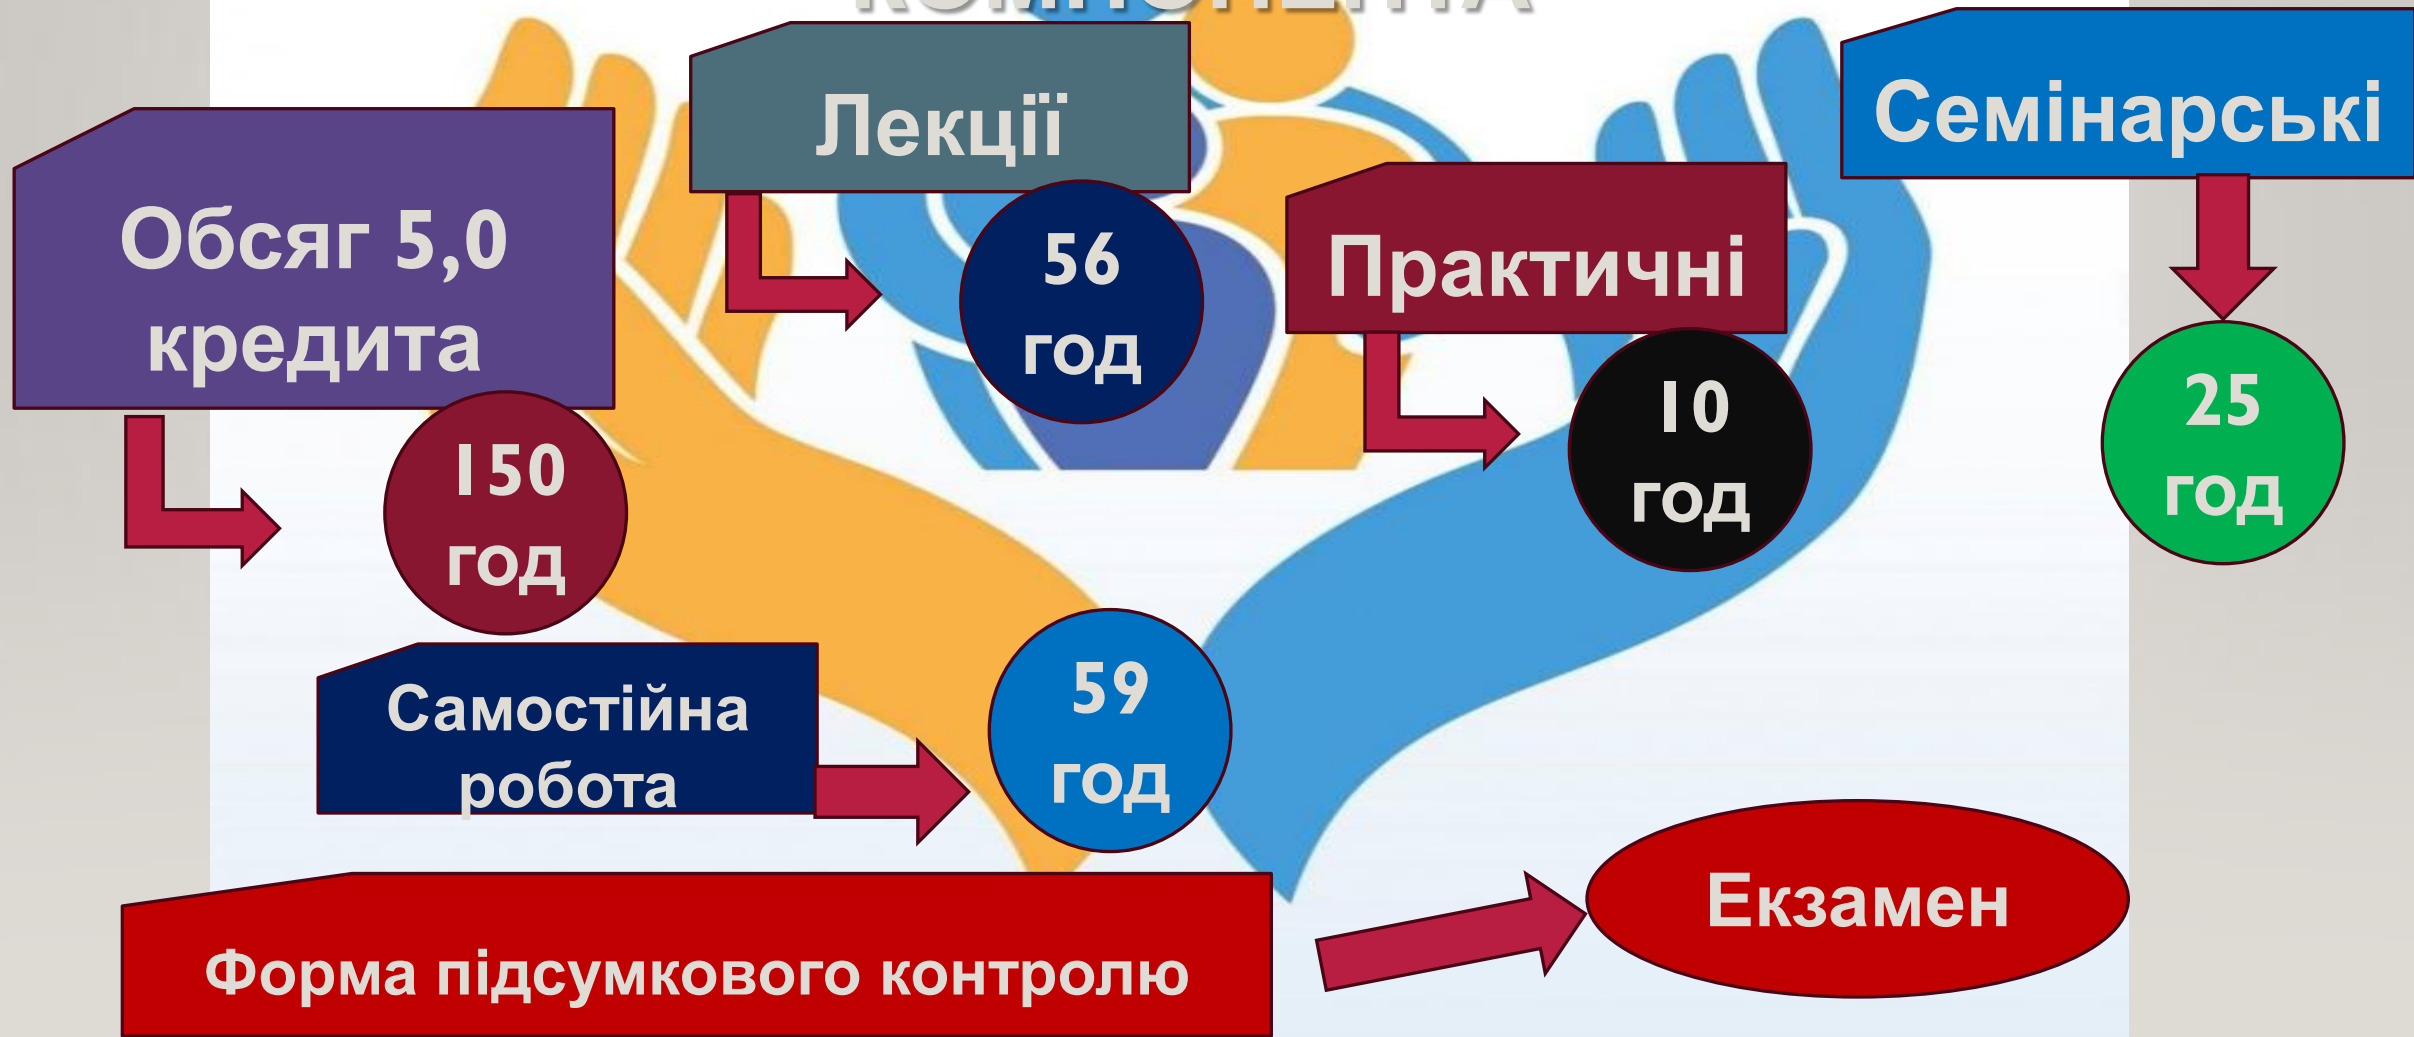 КОМПОНЕНТА
Лекції
Семінарські
Обсяг 5,0
кредита
56
год
Практичні
10
год
25
год
150
год
Самостійна
робота
59
год
Екзамен
Форма підсумкового контролю